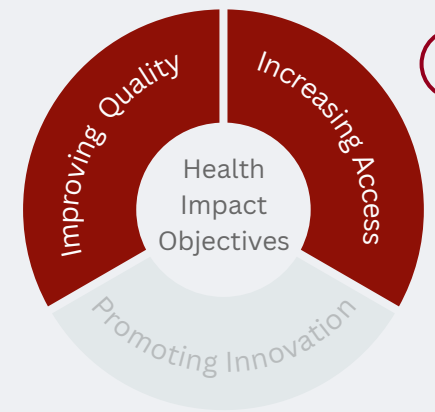 Improving Quality
Increasing Access
Health
Impact
Objectives
Promoting Innovation